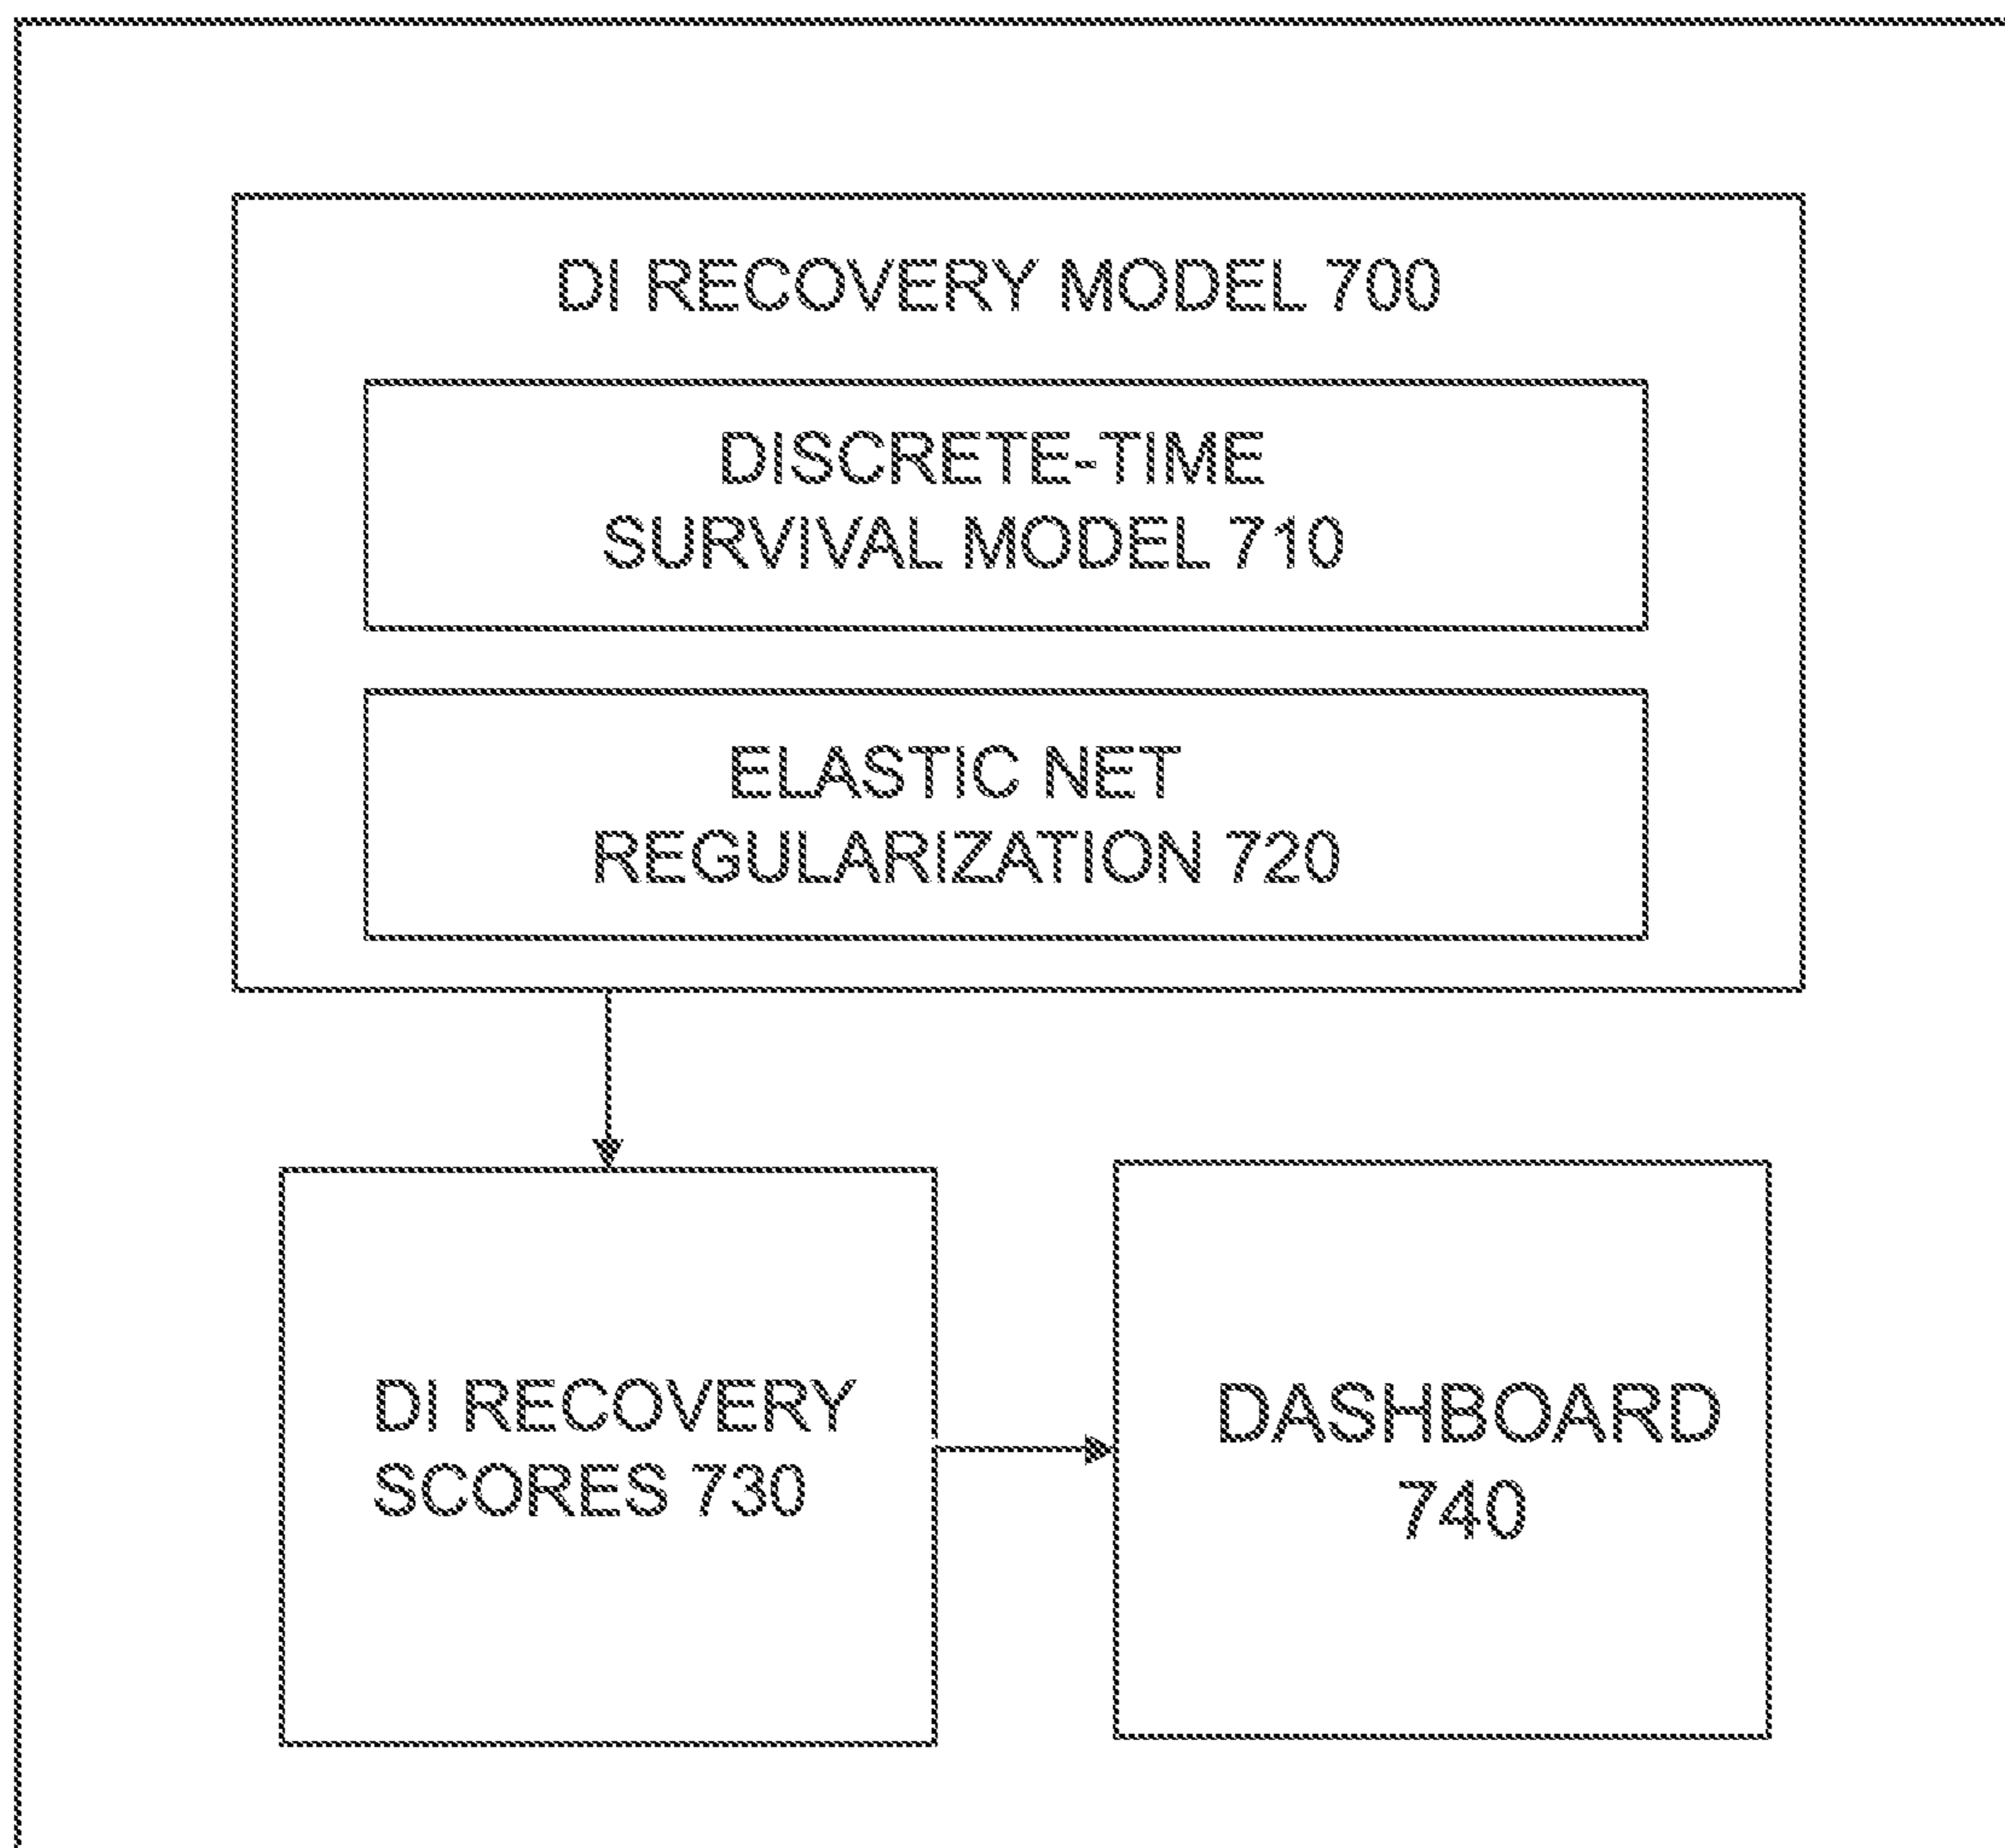 DI RECOVERY MODEL 700
DISCRETE-TIME
SURVIVAL MODEL 710
ELASTIC NET
REGULARIZATION 720
DI RECOVERY
SCORES 730
DASHBOARD
740